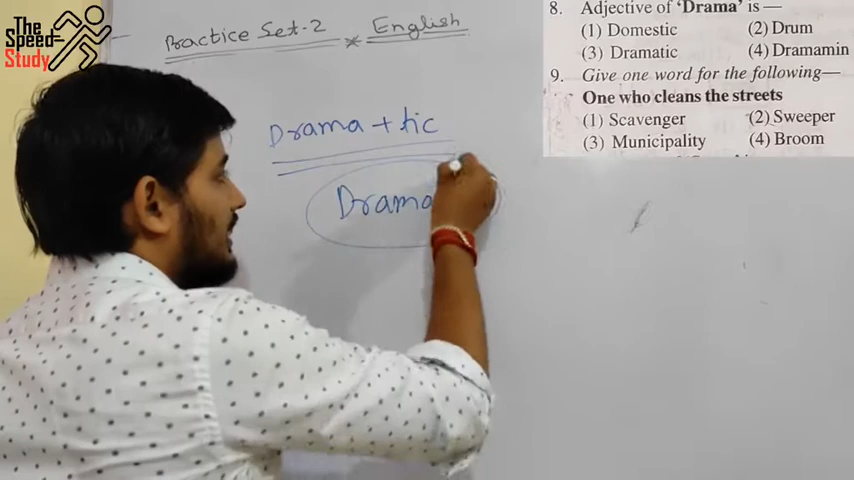 The
Speed
Study
Practice Set-2 × English
Drama + tic
Drama
8. Adjective of 'Drama' is —
(1) Domestic (2) Drum
(3) Dramatic (4) Dramamin
9. Give one word for the following—
One who cleans the streets
(1) Scavenger (2) Sweeper
(3) Municipality (4) Broom